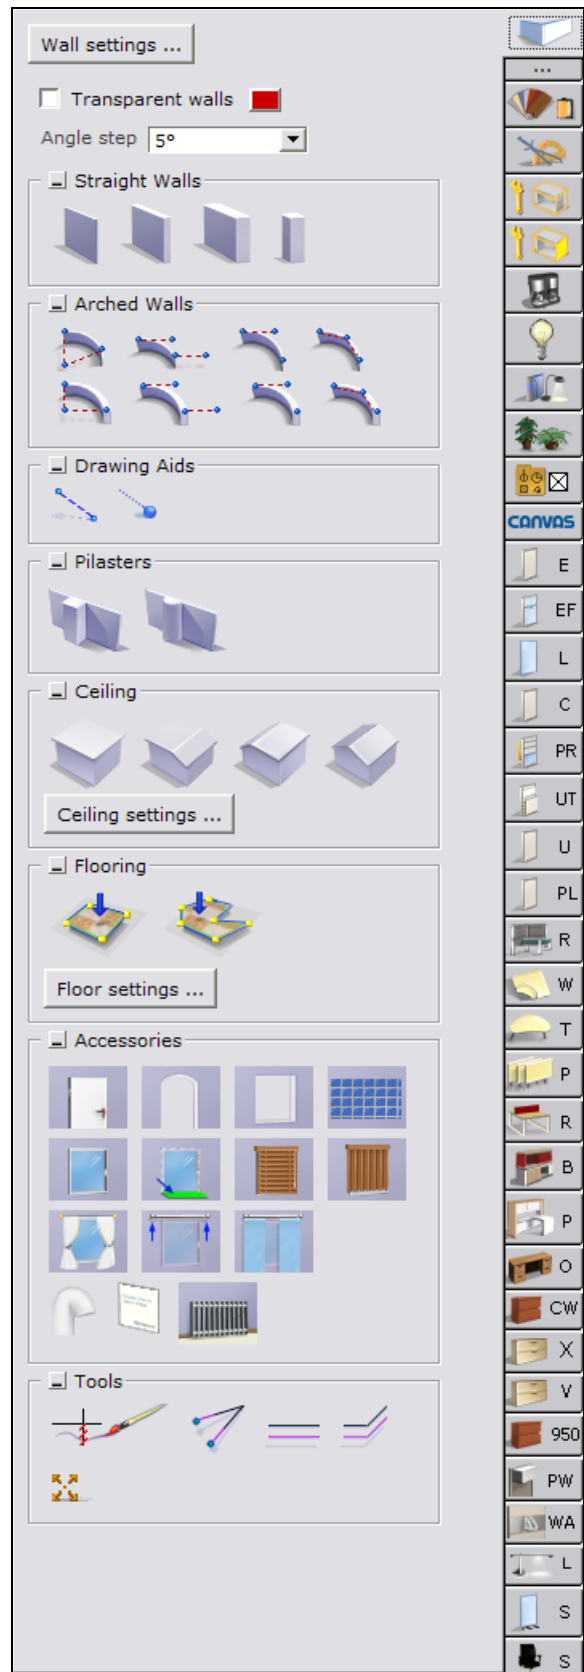 Wall settings ...
...
Transparent walls
Angle step 5°
Straight Walls
Arched Walls
Drawing Aids
Pilasters
Ceiling
Ceiling settings ...
Flooring
Floor settings ...
Accessories
Tools
CANVAS
E
EF
L
C
PR
UT
U
PL
R
W
T
P
R
B
P
O
CW
X
V
950
PW
WA
L
S
S